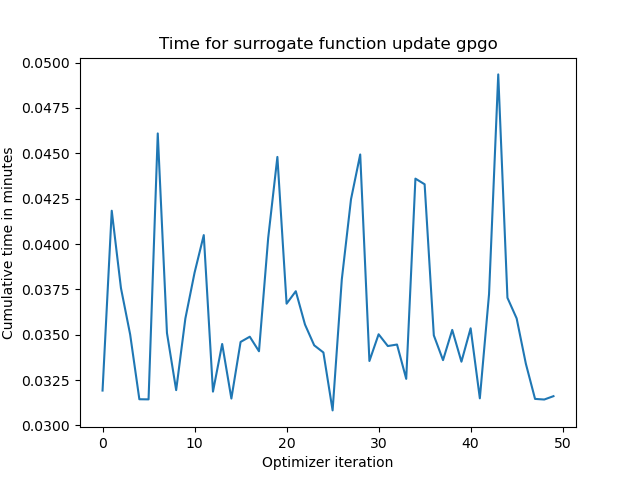 Time for surrogate function update gpgo
Cumulative time in minutes
0.0500
0.0475
0.0450
0.0425
0.0400
0.0375
0.0350
0.0325
0.0300
0 10 20 30 40 50
Optimizer iteration